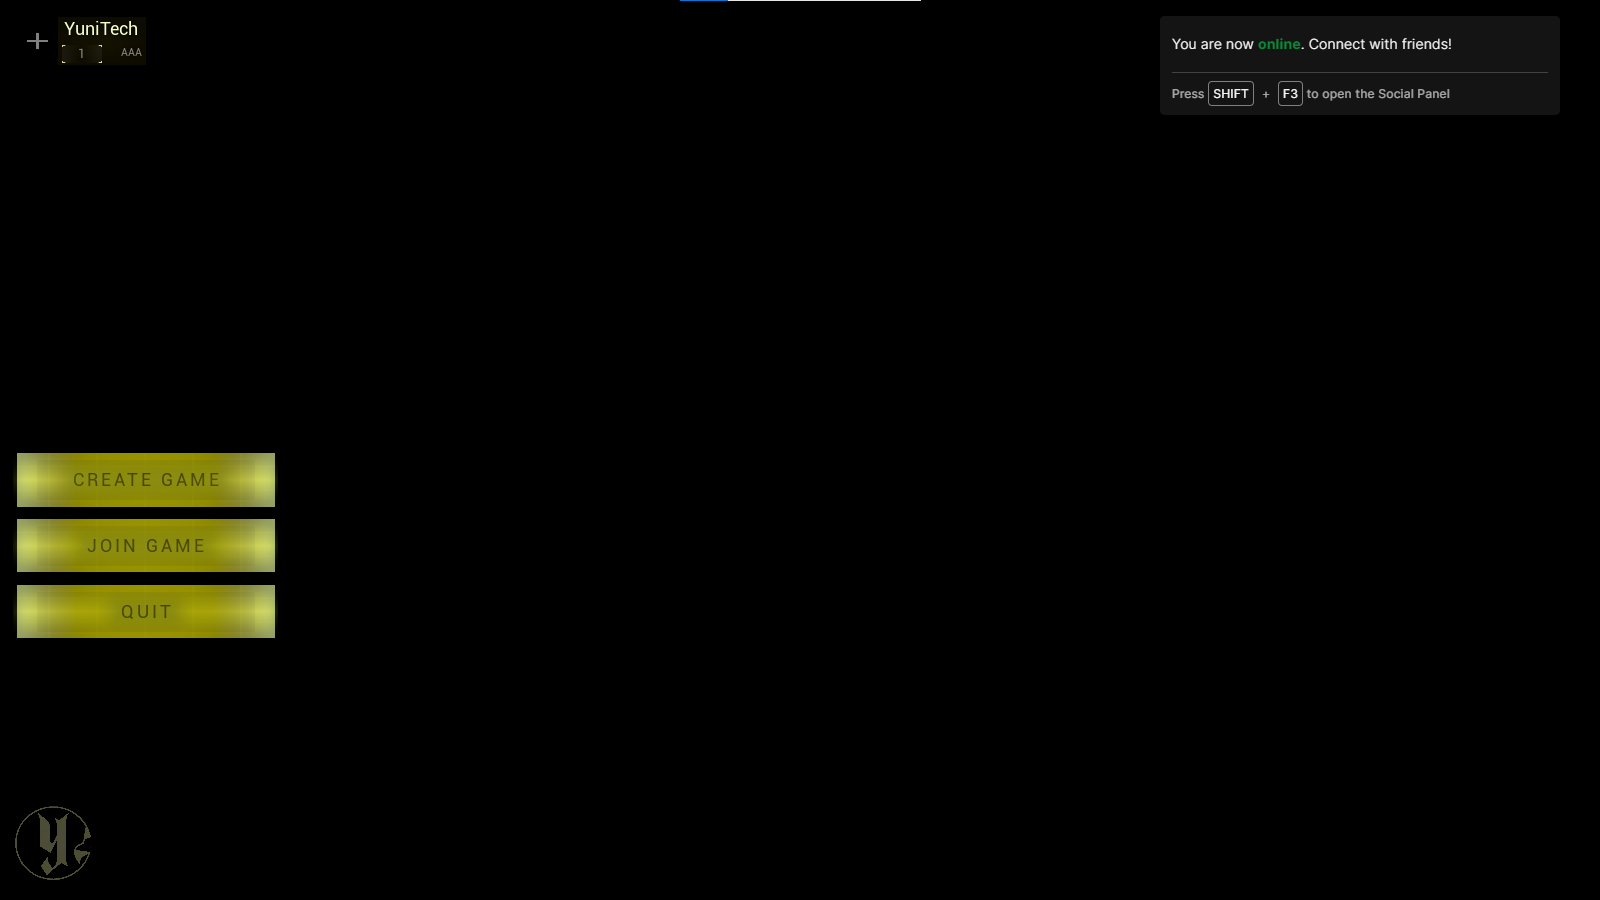 YuniTech
1 AAA
You are now online. Connect with friends!
Press SHIFT + F3 to open the Social Panel
CREATE GAME
JOIN GAME
QUIT
y